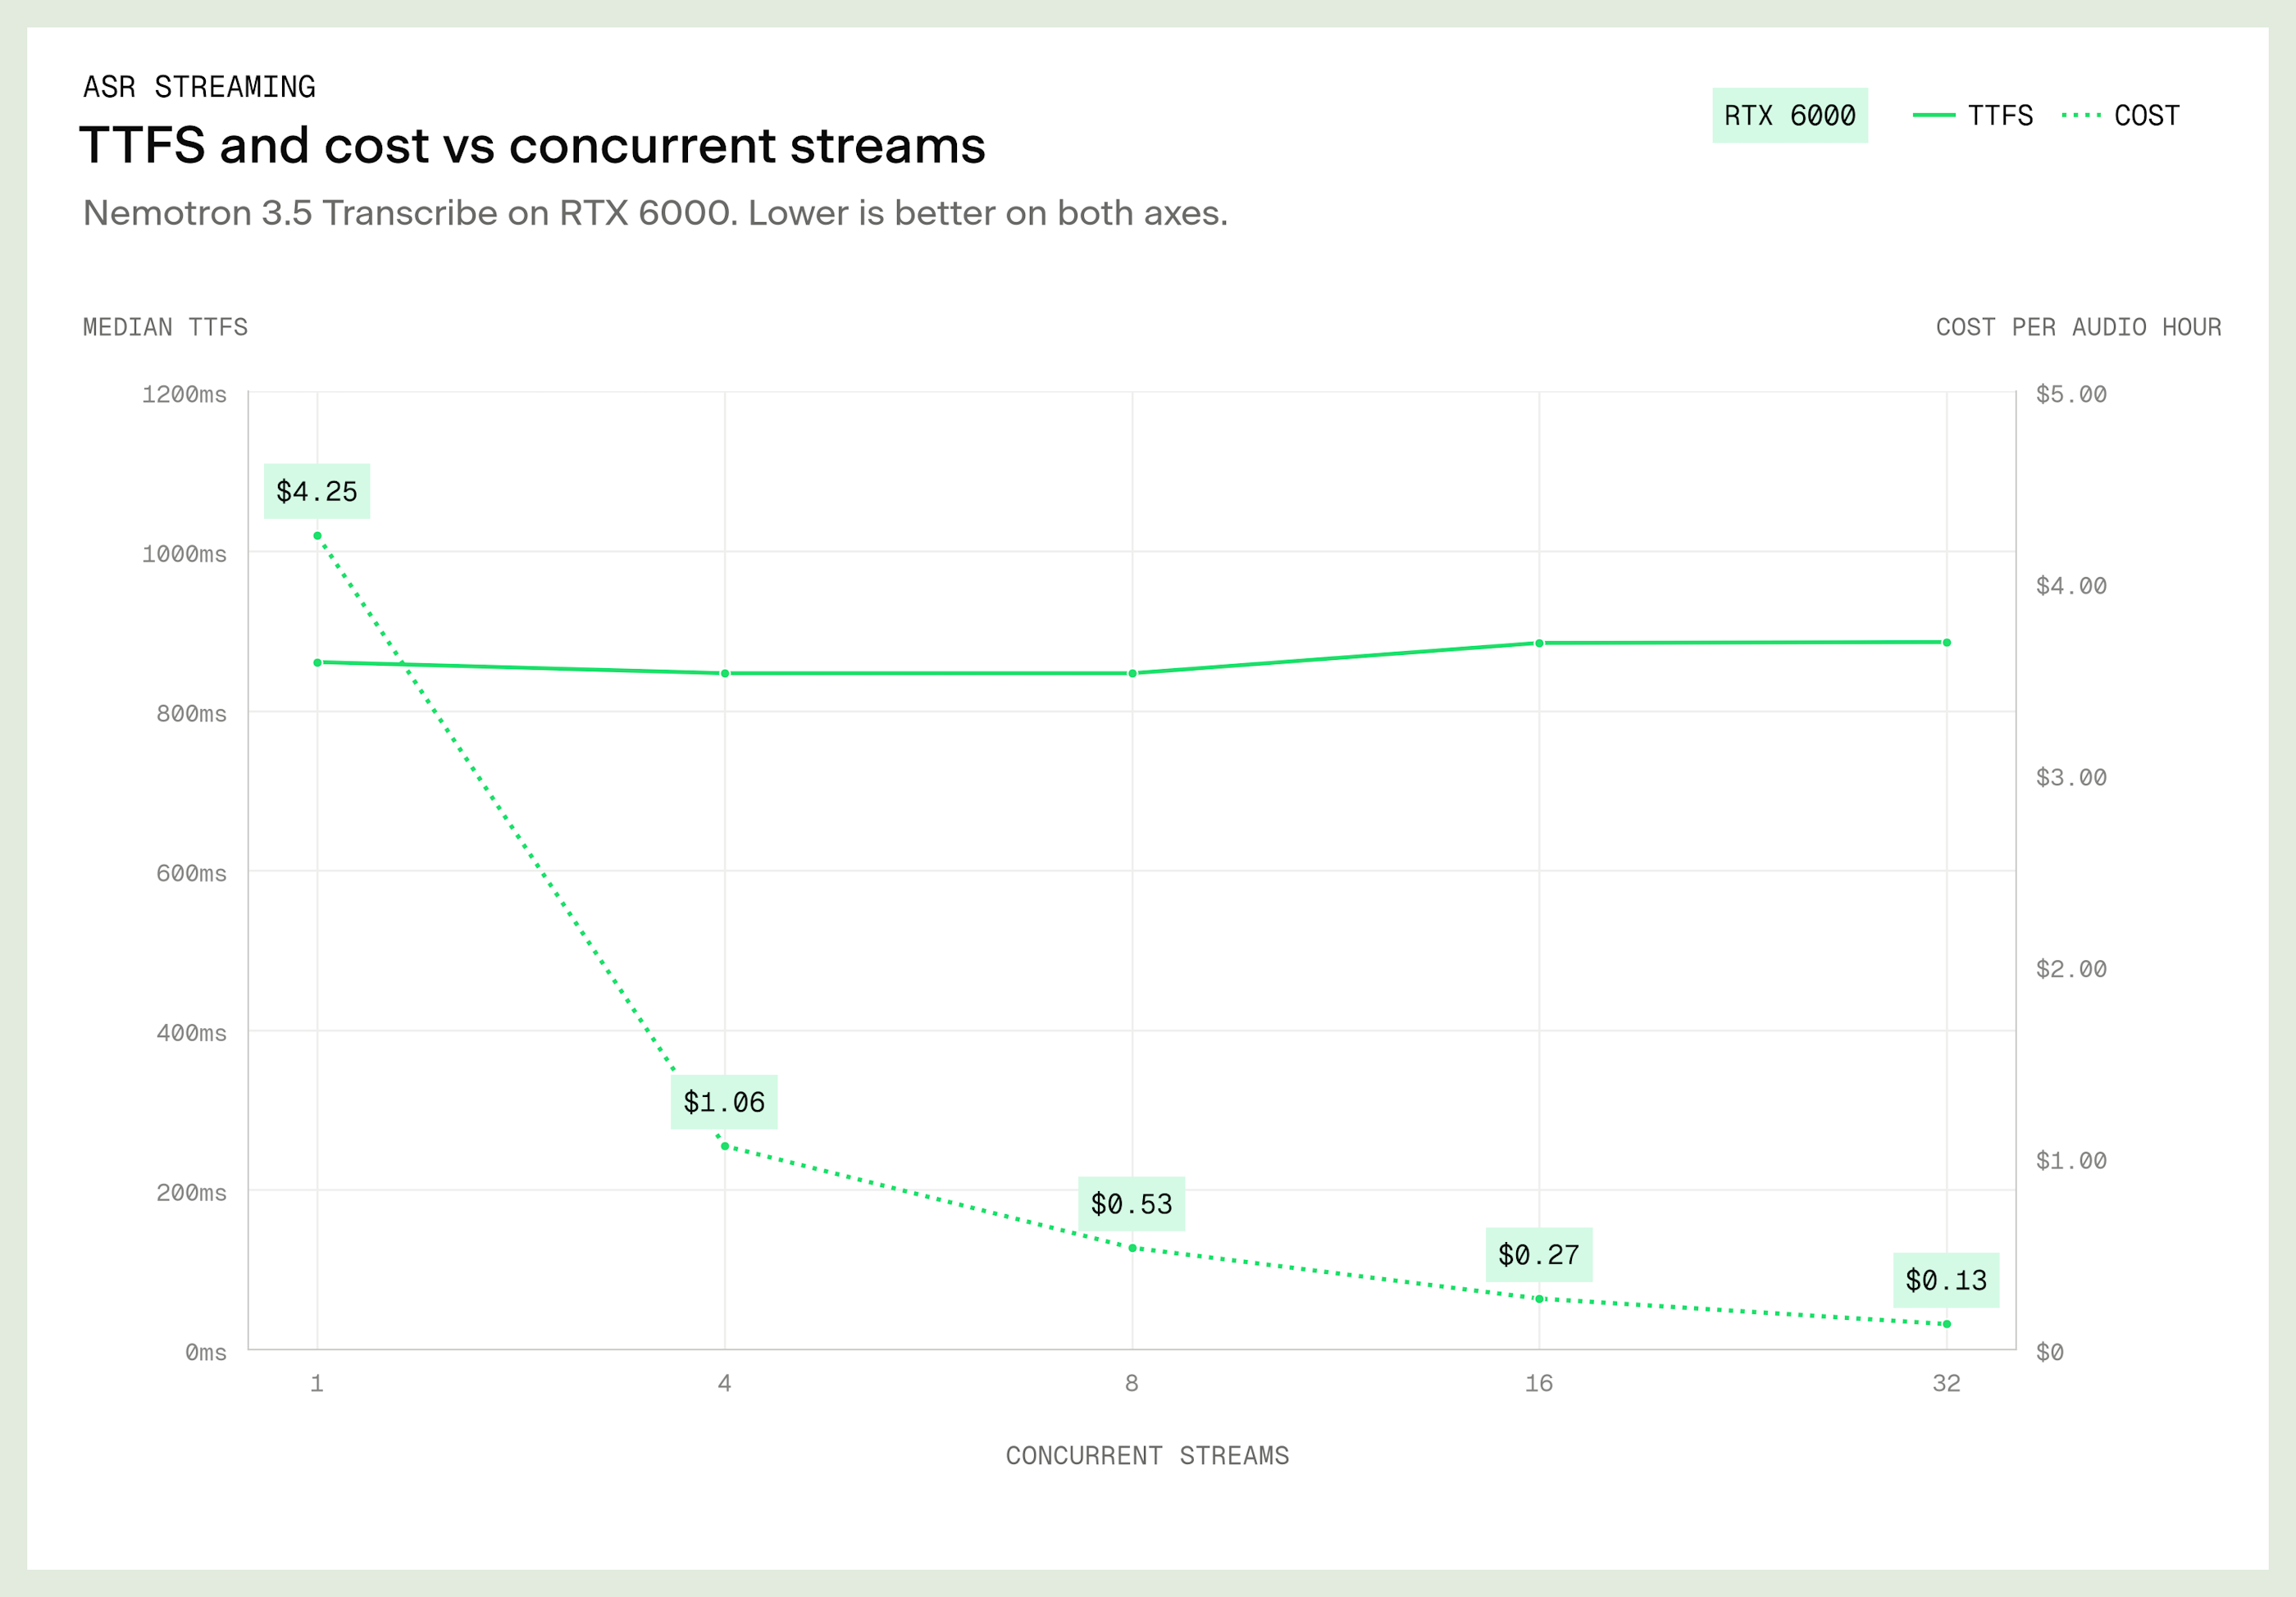 ASR STREAMING
TTFS and cost vs concurrent streams
Nemotron 3.5 Transcribe on RTX 6000. Lower is better on both axes.
RTX 6000
TTFS
COST
MEDIAN TTFS
COST PER AUDIO HOUR
1200ms
1000ms
800ms
600ms
400ms
200ms
0ms
$5.00
$4.00
$3.00
$2.00
$1.00
$0
$4.25
$1.06
$0.53
$0.27
$0.13
1
4
8
16
32
CONCURRENT STREAMS